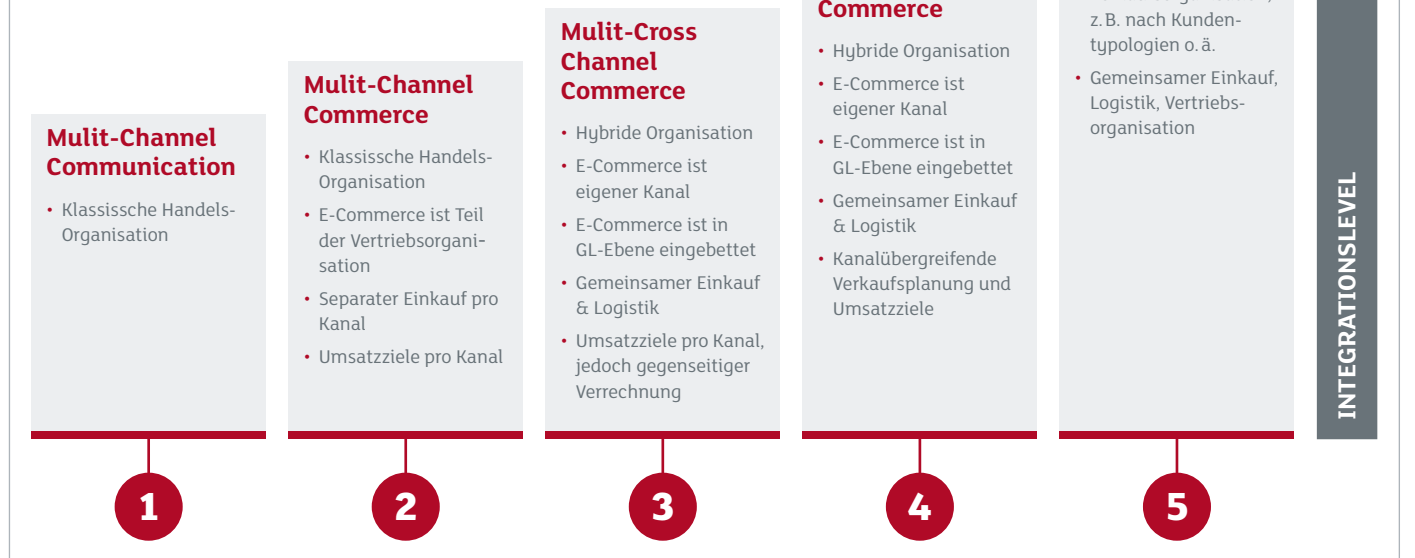 Mulit-Channel
Communication
• Klassissche Handels-
Organisation
1
Mulit-Channel
Commerce
• Klassissche Handels-
Organisation
• E-Commerce ist Teil
der Vertriebsorgani-
sation
• Separater Einkauf pro
Kanal
• Umsatzziele pro Kanal
2
Mulit-Cross
Channel
Commerce
• Hybride Organisation
• E-Commerce ist
eigener Kanal
• E-Commerce ist in
GL-Ebene eingebettet
• Gemeinsamer Einkauf
& Logistik
• Umsatzziele pro Kanal,
jedoch gegenseitiger
Verrechnung
3
Commerce
• Hybride Organisation
• E-Commerce ist
eigener Kanal
• E-Commerce ist in
GL-Ebene eingebettet
• Gemeinsamer Einkauf
& Logistik
• Kanalübergreifende
Verkaufsplanung und
Umsatzziele
4
z.B. nach Kunden-
typologien o.ä.
• Gemeinsamer Einkauf,
Logistik, Vertriebs-
organisation
5
INTEGRATIONSLEVEL